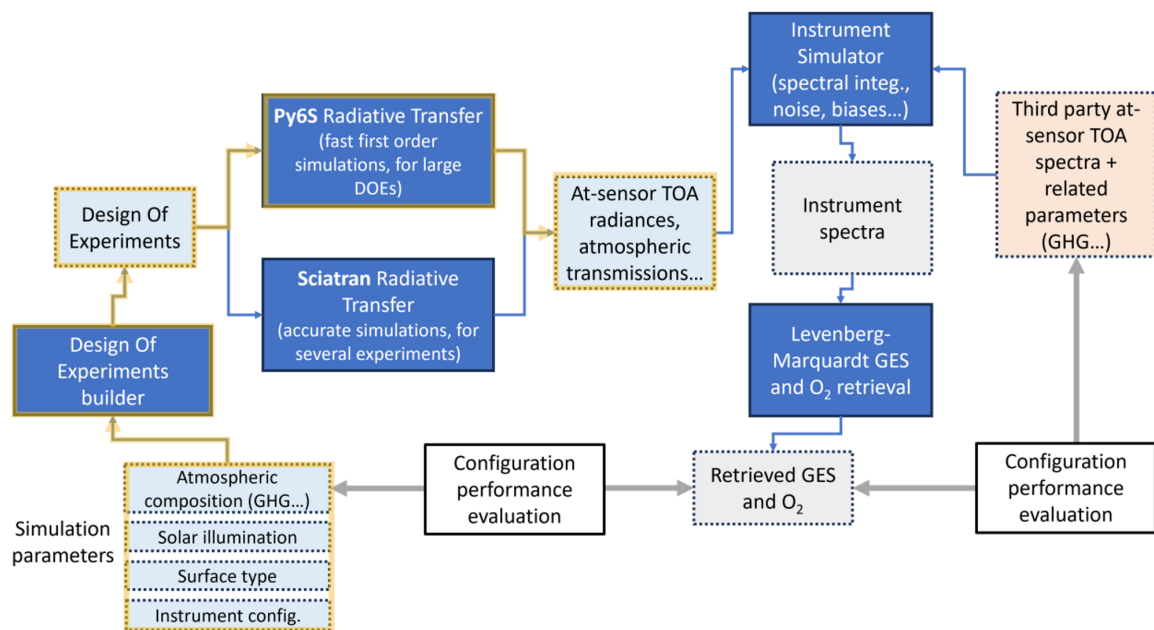 Py6S Radiative Transfer
(fast first order
simulations, for large
DOEs)
Instrument
Simulator
(spectral integ.,
noise, biases...)
Third party at-
sensor TOA
spectra +
related
parameters
(GHG...)
Design Of
Experiments
At-sensor TOA
radiances,
atmospheric
transmissions...
Instrument
spectra
Sciatran Radiative
Transfer
(accurate simulations, for
several experiments)
Design Of
Experiments
builder
Levenberg-
Marquardt GES
and O₂ retrieval
Simulation
parameters
Atmospheric
composition (GHG...)
Solar illumination
Surface type
Instrument config.
Configuration
performance
evaluation
Retrieved GES
and O₂
Configuration
performance
evaluation